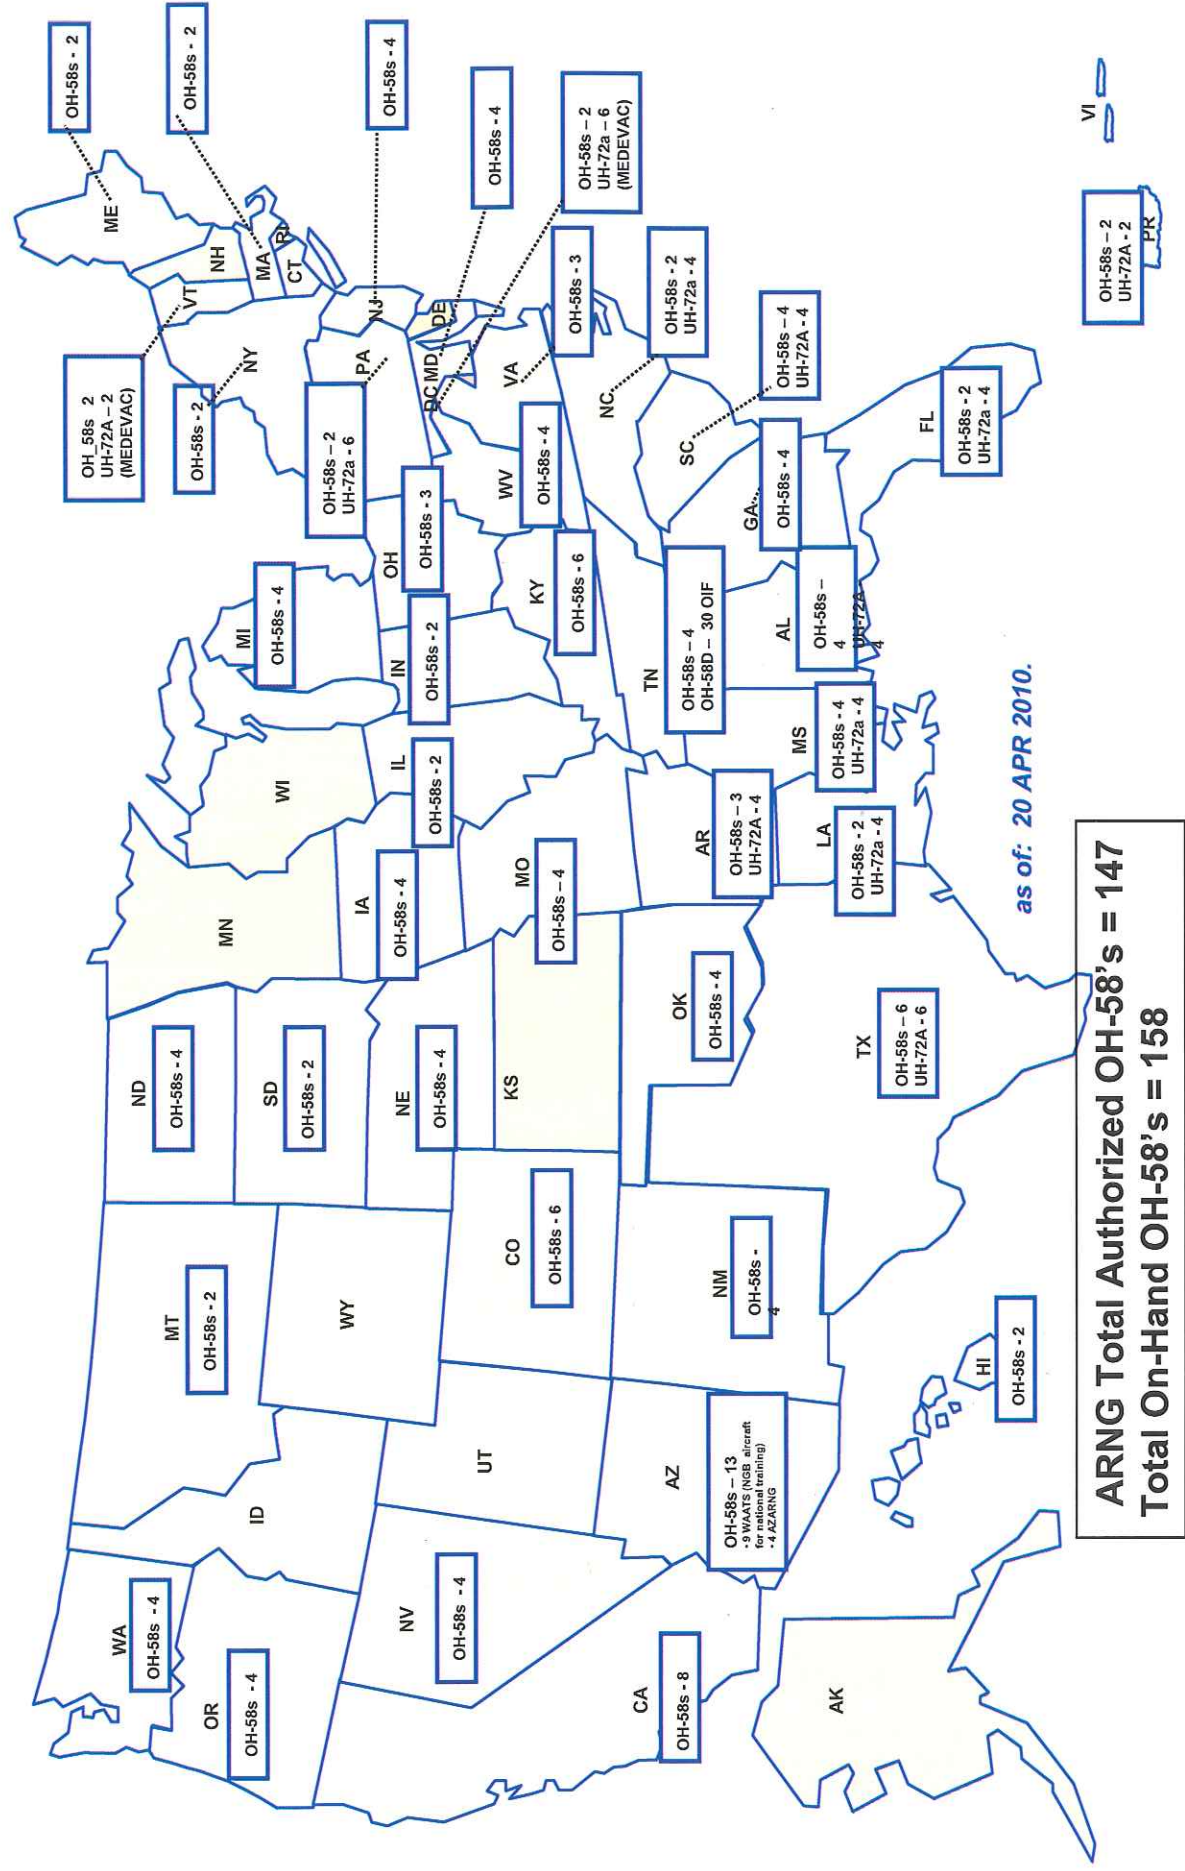 WA
OH-58s - 4
OR
OH-58s - 4
CA
OH-58s - 8
NV
OH-58s - 4
ID
MT
OH-58s - 2
WY
UT
AZ
OH-58s – 13
- 9 WAATS (NGB aircraft
for national training)
- 4 AZARNG
CO
OH-58s - 6
NM
OH-58s -
4
ND
OH-58s - 4
SD
OH-58s - 2
NE
OH-58s - 4
KS
OK
OH-58s - 4
TX
OH-58s – 6
UH-72A - 6
MN
IA
OH-58s - 4
MO
OH-58s – 4
AR
OH-58s – 3
UH-72A - 4
LA
OH-58s - 2
UH-72a - 4
WI
IL
OH-58s - 2
MI
OH-58s - 4
IN
OH-58s - 2
OH
OH-58s - 3
KY
OH-58s - 6
TN
OH-58s – 4
OH-58D – 30 OIF
MS
OH-58s - 4
UH-72a - 4
AL
OH-58s –
4
UH-72A -
4
GA
OH-58s - 4
FL
OH-58s - 2
UH-72a - 4
SC
OH-58s – 4
UH-72A - 4
NC
OH-58s - 2
UH-72a - 4
VA
OH-58s - 3
WV
OH-58s - 4
DC
OH-58s – 2
UH-72a – 6
(MEDEVAC)
MD
OH-58s – 4
DE
PA
OH-58s – 2
UH-72a - 6
NJ
OH-58s - 4
NY
OH-58s - 2
VT
OH_58s 2
UH-72A – 2
(MEDEVAC)
NH
ME
OH-58s - 2
MA
OH-58s - 2
CT
RI
AK
HI
OH-58s - 2
PR
OH-58s – 2
UH-72A - 2
VI
as of: 20 APR 2010.
ARNG Total Authorized OH-58's = 147
Total On-Hand OH-58's = 158